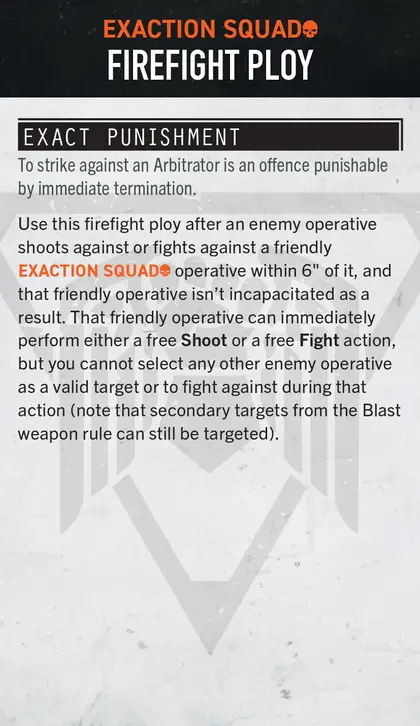 EXACTION SQUAD
FIREFIGHT PLOY
EXACT PUNISHMENT
To strike against an Arbitrator is an offence punishable
by immediate termination.
Use this firefight ploy after an enemy operative
shoots against or fights against a friendly
EXACTION SQUAD operative within 6" of it, and
that friendly operative isn’t incapacitated as a
result. That friendly operative can immediately
perform either a free Shoot or a free Fight action,
but you cannot select any other enemy operative
as a valid target or to fight against during that
action (note that secondary targets from the Blast
weapon rule can still be targeted).